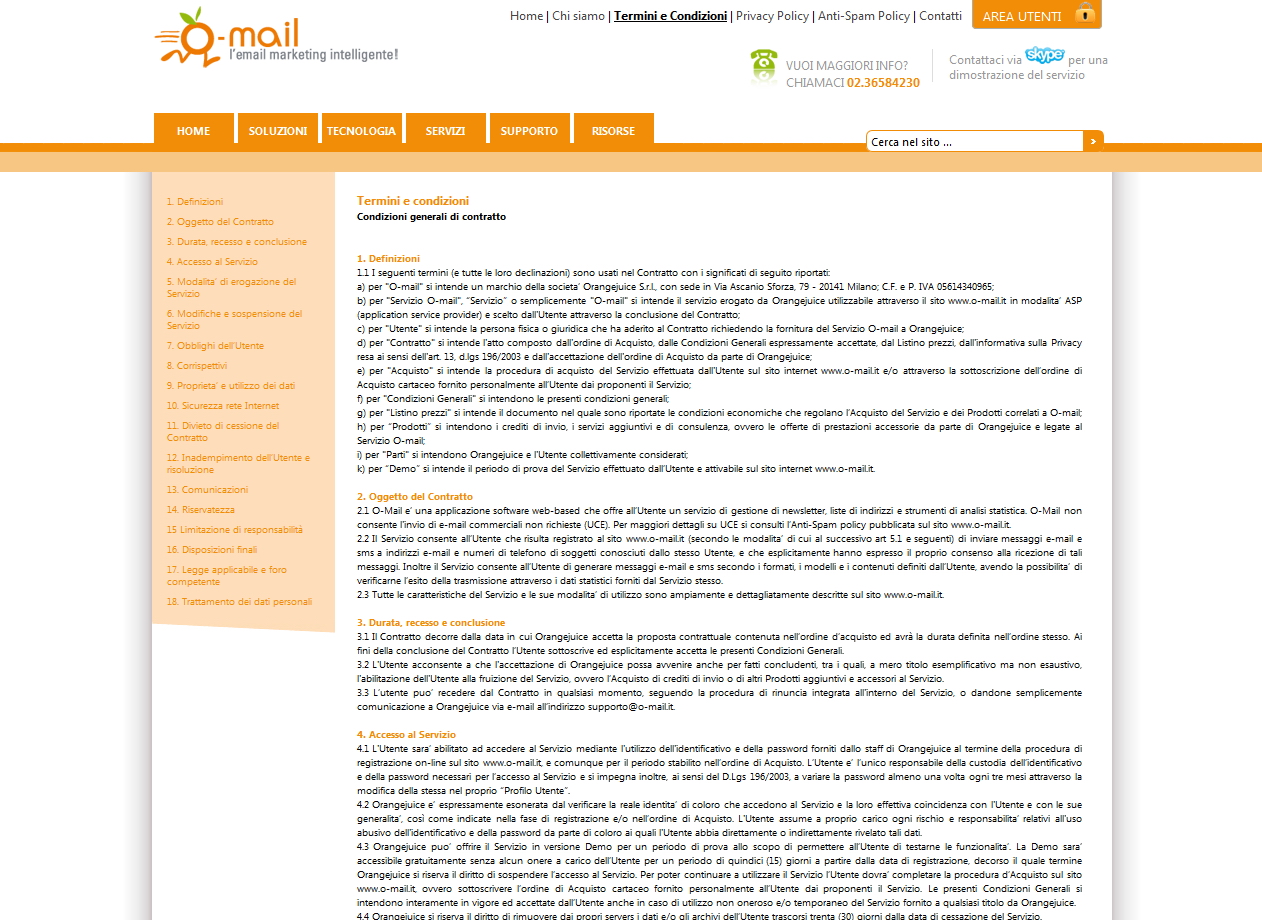 Home | Chi siamo | Termini e Condizioni | Privacy Policy | Anti-Spam Policy | Contatti
AREA UTENTI
O-mail
l'email marketing intelligente!
VUOI MAGGIORI INFO?
CHIAMACI 02.36584230
Contattaci via skype per una
dimostrazione del servizio
HOME SOLUZIONI TECNOLOGIA SERVIZI SUPPORTO RISORSE
Cerca nel sito ...
1. Definizioni
2. Oggetto del Contratto
3. Durata, recesso e conclusione
4. Accesso al Servizio
5. Modalita' di erogazione del
Servizio
6. Modifiche e sospensione del
Servizio
7. Obblighi dell'Utente
8. Corrispettivi
9. Proprieta' e utilizzo dei dati
10. Sicurezza rete Internet
11. Divieto di cessione del
Contratto
12. Inadempimento dell'Utente e
risoluzione
13. Comunicazioni
14. Riservatezza
15 Limitazione di responsabilità
16. Disposizioni finali
17. Legge applicabile e foro
competente
18. Trattamento dei dati personali
Termini e condizioni
Condizioni generali di contratto
1. Definizioni
1.1 I seguenti termini (e tutte le loro declinazioni) sono usati nel Contratto con i significati di seguito riportati:
a) per "O-mail" si intende un marchio della societa' Orangejuice S.r.l., con sede in Via Ascanio Sforza, 79 - 20141 Milano; C.F. e P. IVA 05614340965;
b) per "Servizio O-mail", "Servizio" o semplicemente "O-mail" si intende il servizio erogato da Orangejuice utilizzabile attraverso il sito www.o-mail.it in modalita' ASP
(application service provider) e scelto dall'Utente attraverso la conclusione del Contratto;
c) per "Utente" si intende la persona fisica o giuridica che ha aderito al Contratto richiedendo la fornitura del Servizio O-mail a Orangejuice;
d) per "Contratto" si intende l'atto composto dall'ordine di Acquisto, dalle Condizioni Generali espressamente accettate, dal Listino prezzi, dall'informativa sulla Privacy
resa ai sensi dell'art. 13, d.lgs 196/2003 e dall'accettazione dell'ordine di Acquisto da parte di Orangejuice;
e) per "Acquisto" si intende la procedura di acquisto del Servizio effettuata dall'Utente sul sito internet www.o-mail.it e/o attraverso la sottoscrizione dell'ordine di
Acquisto cartaceo fornito personalmente all'Utente dai proponenti il Servizio;
f) per "Condizioni Generali" si intendono le presenti condizioni generali;
g) per "Listino prezzi" si intende il documento nel quale sono riportate le condizioni economiche che regolano l'Acquisto del Servizio e dei Prodotti correlati a O-mail;
h) per "Prodotti" si intendono i crediti di invio, i servizi aggiuntivi e di consulenza, ovvero le offerte di prestazioni accessorie da parte di Orangejuice e legate al
Servizio O-mail;
i) per "Parti" si intendono Orangejuice e l'Utente collettivamente considerati;
k) per "Demo" si intende il periodo di prova del Servizio effettuato dall'Utente e attivabile sul sito internet www.o-mail.it.
2. Oggetto del Contratto
2.1 O-Mail e' una applicazione software web-based che offre all'Utente un servizio di gestione di newsletter, liste di indirizzi e strumenti di analisi statistica. O-Mail non
consente l'invio di e-mail commerciali non richieste (UCE). Per maggiori dettagli su UCE si consulti l'Anti-Spam policy pubblicata sul sito www.o-mail.it.
2.2 Il Servizio consente all'Utente che risulta registrato al sito www.o-mail.it (secondo le modalita' di cui al successivo art 5.1 e seguenti) di inviare messaggi e-mail e
sms a indirizzi e-mail e numeri di telefono di soggetti conosciuti dallo stesso Utente, e che esplicitamente hanno espresso il proprio consenso alla ricezione di tali
messaggi. Inoltre il Servizio consente all'Utente di generare messaggi e-mail e sms secondo i formati, i modelli e i contenuti definiti dall'Utente, avendo la possibilita' di
verificarne l'esito della trasmissione attraverso i dati statistici forniti dal Servizio stesso.
2.3 Tutte le caratteristiche del Servizio e le sue modalita' di utilizzo sono ampiamente e dettagliatamente descritte sul sito www.o-mail.it.
3. Durata, recesso e conclusione
3.1 Il Contratto decorre dalla data in cui Orangejuice accetta la proposta contrattuale contenuta nell'ordine d'acquisto ed avrà la durata definita nell'ordine stesso. Ai
fini della conclusione del Contratto l'Utente sottoscrive ed esplicitamente accetta le presenti Condizioni Generali.
3.2 L'Utente acconsente a che l'accettazione di Orangejuice possa avvenire anche per fatti concludenti, tra i quali, a mero titolo esemplificativo ma non esaustivo,
l'abilitazione dell'Utente alla fruizione del Servizio, ovvero l'Acquisto di crediti di invio o di altri Prodotti aggiuntivi e accessori al Servizio.
3.3 L'utente puo' recedere dal Contratto in qualsiasi momento, seguendo la procedura di rinuncia integrata all'interno del Servizio, o dandone semplicemente
comunicazione a Orangejuice via e-mail all'indirizzo supporto@o-mail.it.
4. Accesso al Servizio
4.1 L'Utente sara' abilitato ad accedere al Servizio mediante l'utilizzo dell'identificativo e della password forniti dallo staff di Orangejuice al termine della procedura di
registrazione on-line sul sito www.o-mail.it, e comunque per il periodo stabilito nell'ordine di Acquisto. L'Utente e' l'unico responsabile della custodia dell'identificativo
e della password necessari per l'accesso al Servizio e si impegna inoltre, ai sensi del D.Lgs 196/2003, a variare la password almeno una volta ogni tre mesi attraverso la
modifica della stessa nel proprio "Profilo Utente".
4.2 Orangejuice e' espressamente esonerata dal verificare la reale identita' di coloro che accedono al Servizio e la loro effettiva coincidenza con l'Utente e con le sue
generalita', così come indicate nella fase di registrazione e/o nell'ordine di Acquisto. L'Utente assume a proprio carico ogni rischio e responsabilita' relativi all'uso
abusivo dell'identificativo e della password da parte di coloro ai quali l'Utente abbia direttamente o indirettamente rivelato tali dati.
4.3 Orangejuice puo' offrire il Servizio in versione Demo per un periodo di prova allo scopo di permettere all'Utente di testarne le funzionalita'. La Demo sara'
accessibile gratuitamente senza alcun onere a carico dell'Utente per un periodo di quindici (15) giorni a partire dalla data di registrazione, decorso il quale termine
Orangejuice si riserva il diritto di sospendere l'accesso al Servizio. Per poter continuare a utilizzare il Servizio l'Utente dovra' completare la procedura d'Acquisto sul sito
www.o-mail.it, ovvero sottoscrivere l'ordine di Acquisto cartaceo fornito personalmente all'Utente dai proponenti il Servizio. Le presenti Condizioni Generali si
intendono interamente in vigore ed accettate dall'Utente anche in caso di utilizzo non oneroso e/o temporaneo del Servizio fornito a qualsiasi titolo da Orangejuice.
4.4 Orangejuice si riserva il diritto di rimuovere dai propri servers i dati e/o gli archivi dell'Utente trascorsi trenta (30) giorni dalla data di cessazione del Servizio.